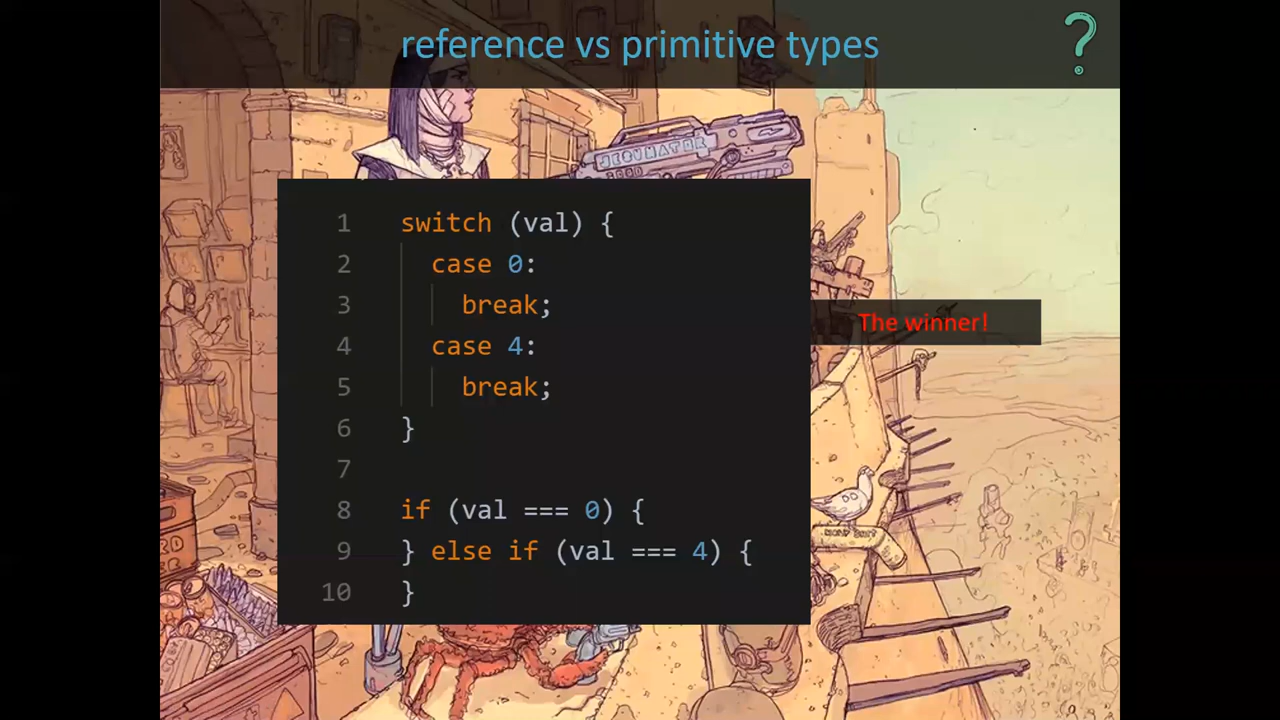 reference vs primitive types
?
1 switch (val) {
2 case 0:
3 break;
4 case 4:
5 break;
6 }
7
8 if (val === 0) {
9 } else if (val === 4) {
10 }
The winner!